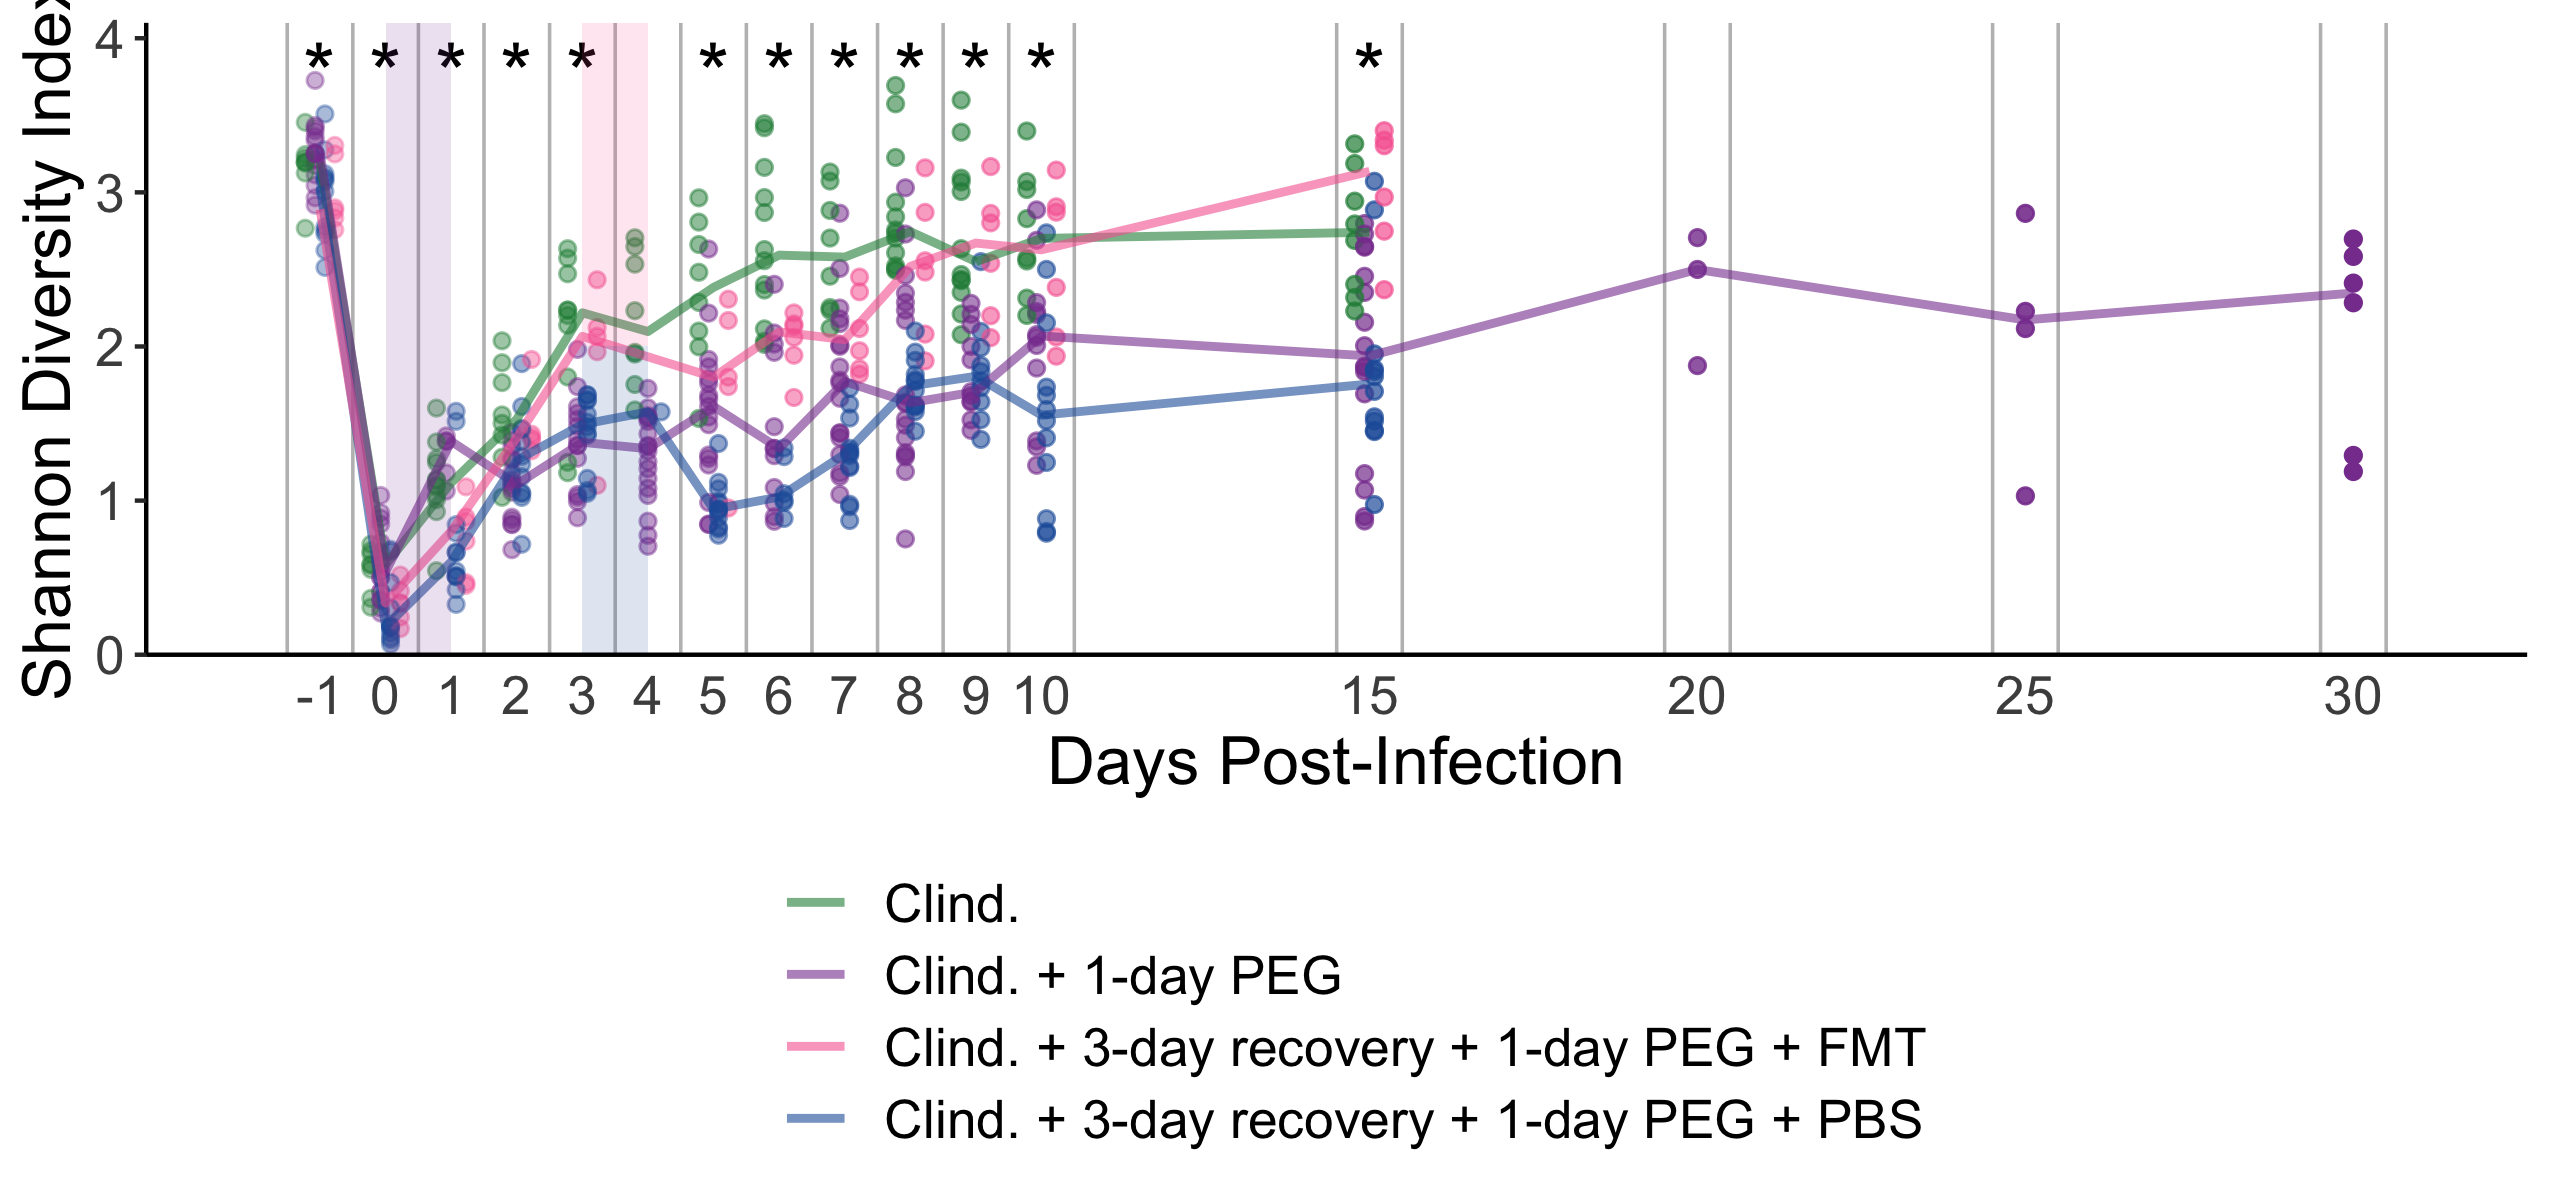 Shannon Diversity Index
4
3
2
1
0
* * * * * * * * * * * *
-1 0 1 2 3 4 5 6 7 8 9 10 15 20 25 30
Days Post-Infection
Clind.
Clind. + 1-day PEG
Clind. + 3-day recovery + 1-day PEG + FMT
Clind. + 3-day recovery + 1-day PEG + PBS